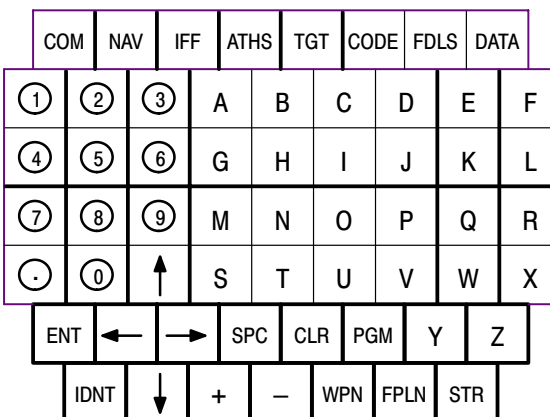 COM NAV IFF ATHS TGT CODE FDLS DATA
1 2 3 A B C D E F
4 5 6 G H I J K L
7 8 9 M N O P Q R
. 0 ↑ S T U V W X
ENT ← → SPC CLR PGM Y Z
IDNT ↓ + – WPN FPLN STR